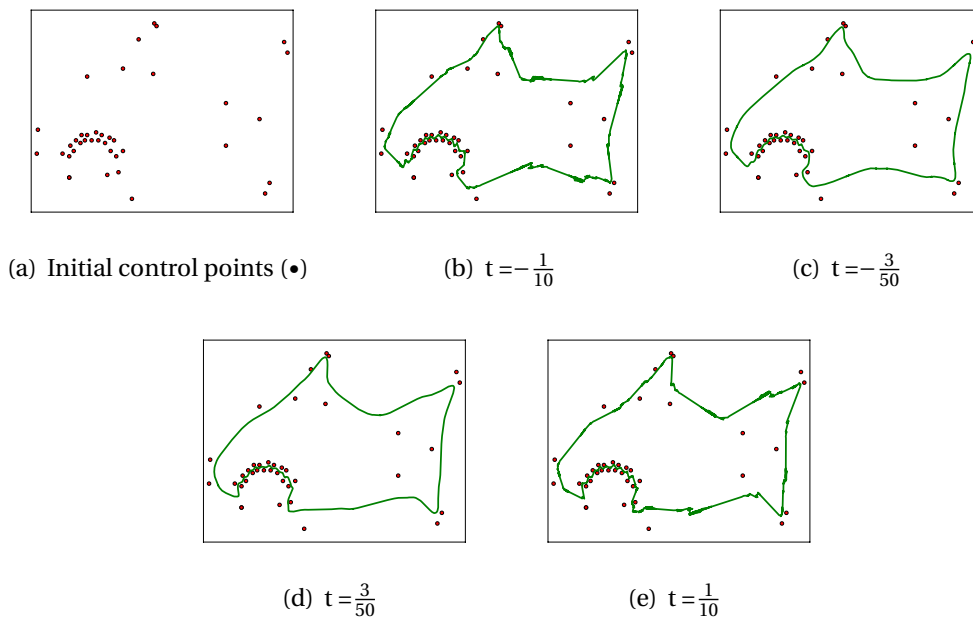 (a) Initial control points (•)
(b) t =−1/10
(c) t =−3/50
(d) t =3/50
(e) t =1/10